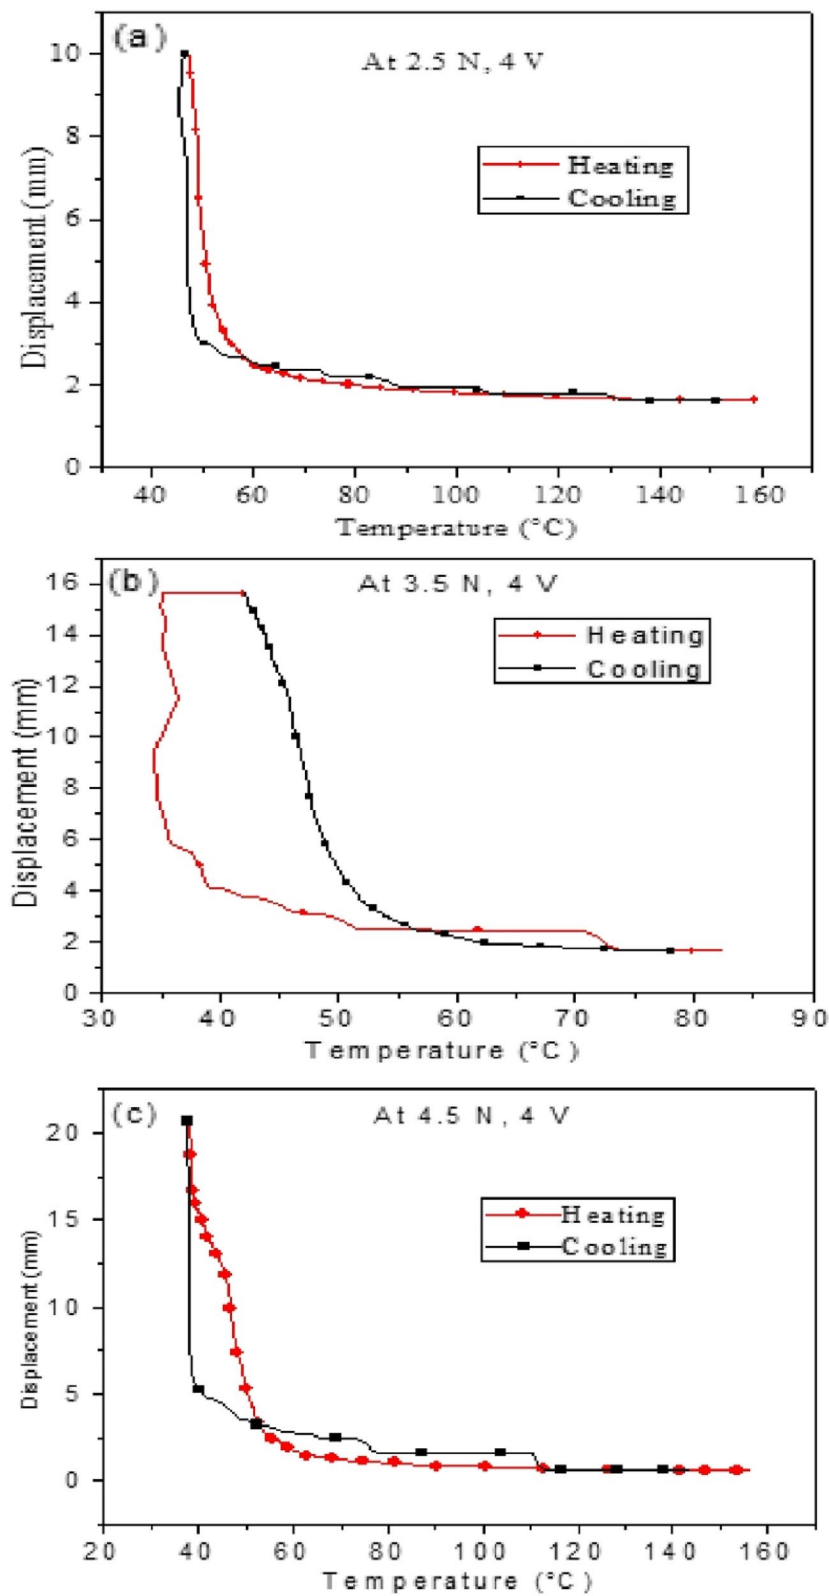 (a)
At 2.5 N, 4 V
10
8
6
4
2
0
Displacement (mm)
Heating
Cooling
40 60 80 100 120 140 160
Temperature (°C)
(b)
At 3.5 N, 4 V
16
14
12
10
8
6
4
2
0
Displacement (mm)
Heating
Cooling
30 40 50 60 70 80 90
Temperature (°C)
(c)
At 4.5 N, 4 V
20
15
10
5
0
Displacement (mm)
Heating
Cooling
20 40 60 80 100 120 140 160
Temperature (°C)